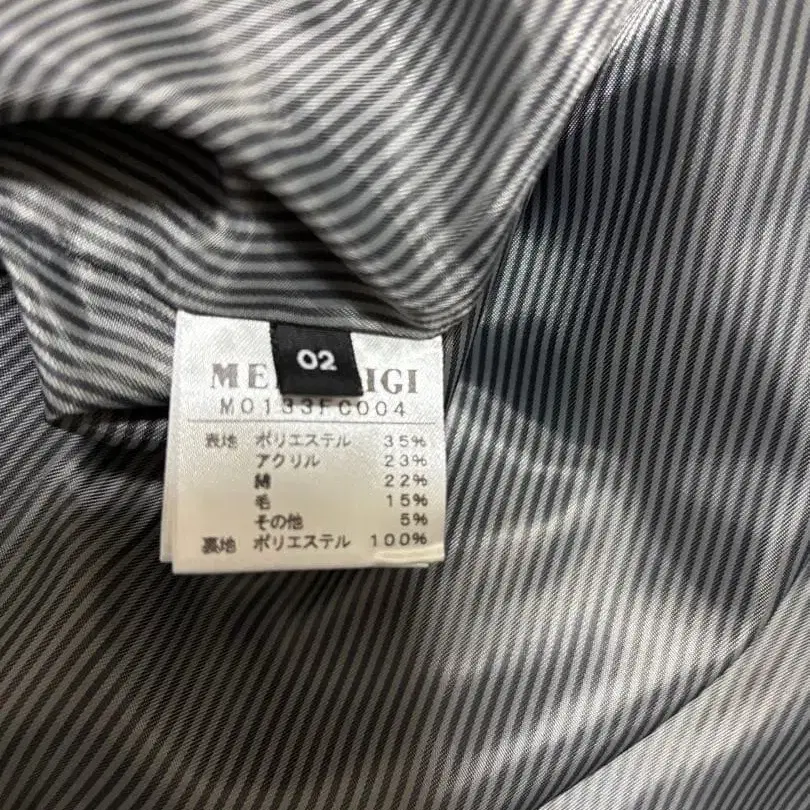 02
IGI
M0133FC004
表地 ポリエステル 35%
アクリル 23%
綿 22%
毛 15%
その他 5%
裏地 ポリエステル 100%